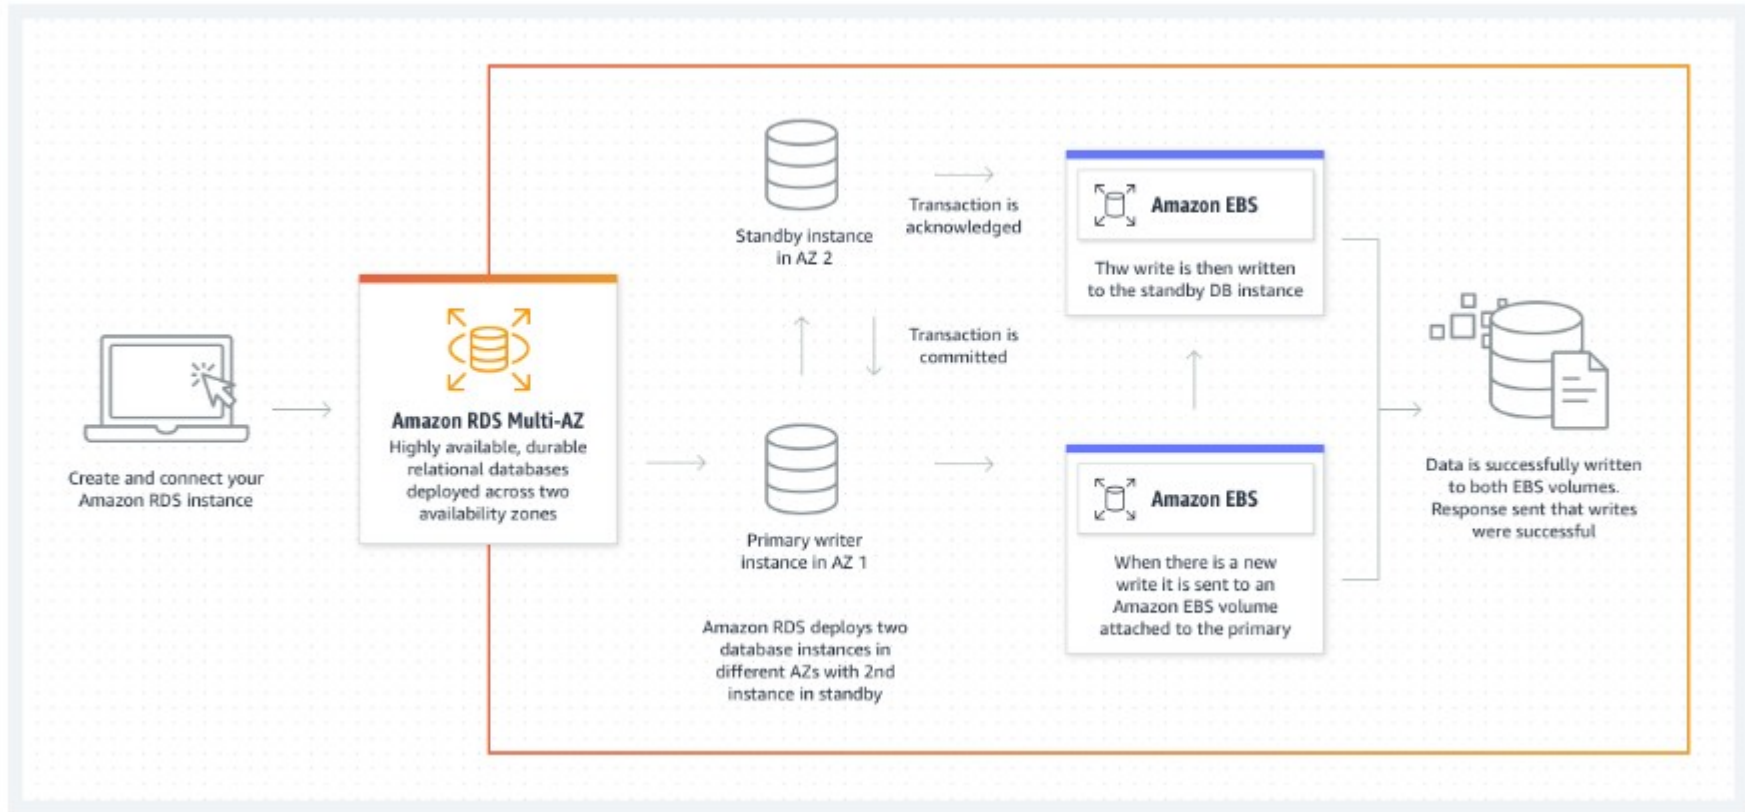 Create and connect your
Amazon RDS instance
Amazon RDS Multi-AZ
Highly available, durable
relational databases
deployed across two
availability zones
Standby instance
in AZ 2
Transaction is
acknowledged
Transaction is
committed
Primary writer
instance in AZ 1
Amazon RDS deploys two
database instances in
different AZs with 2nd
instance in standby
Amazon EBS
Thw write is then written
to the standby DB instance
Amazon EBS
When there is a new
write it is sent to an
Amazon EBS volume
attached to the primary
Data is successfully written
to both EBS volumes.
Response sent that writes
were successful